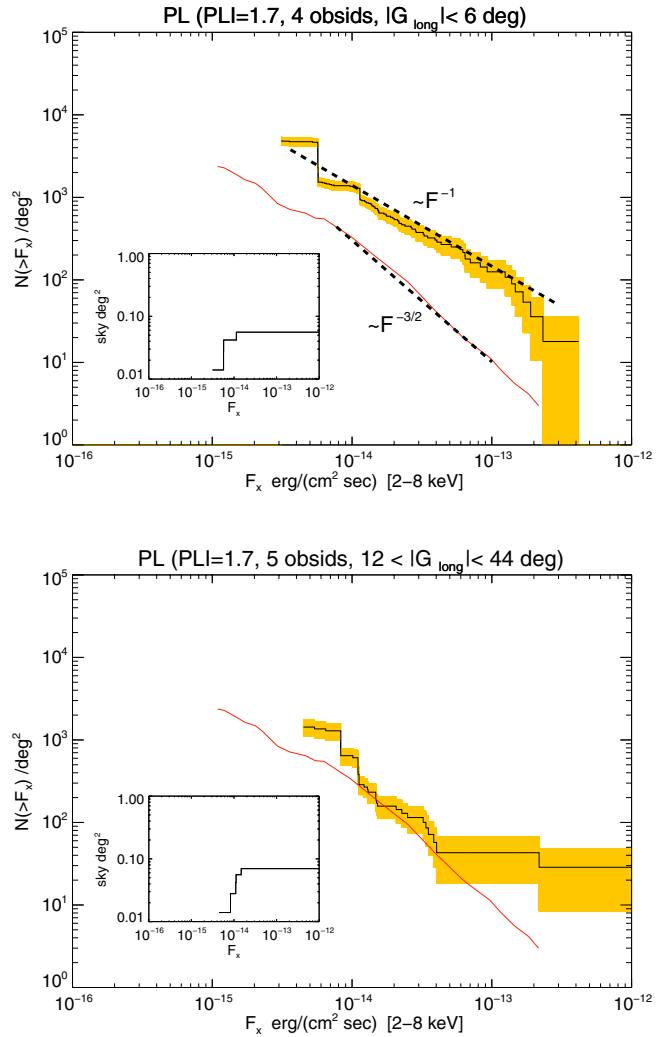 PL (PLI=1.7, 4 obsids, |G long|< 6 deg)
10^5
10^4
10^3
10^2
10^1
10^0
N(>Fx) /deg^2
~F^-1
~F^-3/2
1.00
0.10
0.01
sky deg^2
10^-16 10^-15 10^-14 10^-13 10^-12
Fx
10^-16 10^-15 10^-14 10^-13 10^-12
Fx erg/(cm^2 sec) [2-8 keV]
PL (PLI=1.7, 5 obsids, 12 < |G long|< 44 deg)
10^5
10^4
10^3
10^2
10^1
10^0
N(>Fx) /deg^2
1.00
0.10
0.01
sky deg^2
10^-16 10^-15 10^-14 10^-13 10^-12
Fx
10^-16 10^-15 10^-14 10^-13 10^-12
Fx erg/(cm^2 sec) [2-8 keV]